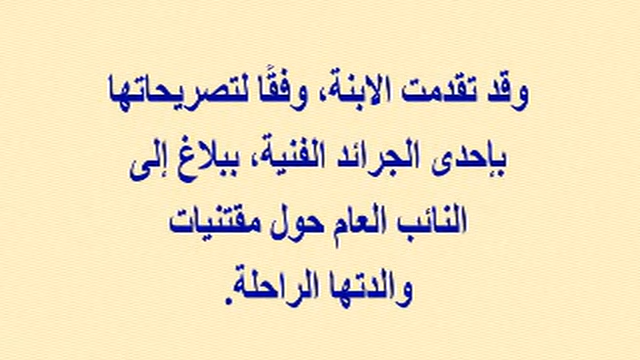 وقد تقدمت الابنة، وفقًا لتصريحاتها
بإحدى الجرائد الفنية، ببلاغ إلى
النائب العام حول مقتنيات
والدتها الراحلة.